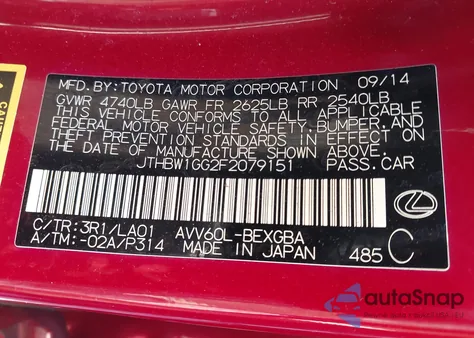 MFD. BY: TOYOTA MOTOR CORPORATION 09/14
GVWR 4740LB GAWR FR 2625LB RR 2540LB
THIS VEHICLE CONFORMS TO ALL APPLICABLE
FEDERAL MOTOR VEHICLE SAFETY, BUMPER, AND
THEFT PREVENTION STANDARDS IN EFFECT ON
THE DATE OF MANUFACTURE SHOWN ABOVE.
JTHBW1GG2F2079151 PASS.CAR
C/TR: 3R1/LA01 AVV60L-BEXGBA
A/TM: -02A/P314 MADE IN JAPAN 485 C
autoSnap